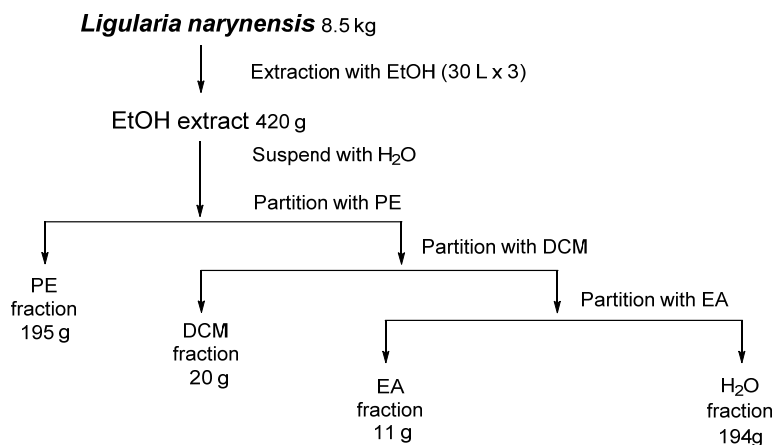 Ligularia narynensis 8.5 kg
Extraction with EtOH (30 L x 3)
EtOH extract 420 g
Suspend with H₂O
Partition with PE
Partition with DCM
PE
fraction
195 g
Partition with EA
DCM
fraction
20 g
EA
fraction
11 g
H₂O
fraction
194g